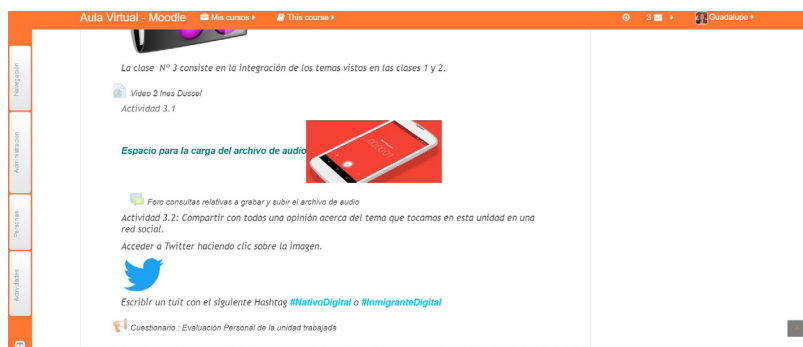 Aula Virtual - Moodle Mis cursos This course 3 Guadalupe
La clase Nº 3 consiste en la integración de los temas vistos en las clases 1 y 2.
Navegación
Video 2 Ines Dussel
Actividad 3.1
Administración
Espacio para la carga del archivo de audio
Foro consultas relativas a grabar y subir el archivo de audio
Personas
Actividad 3.2: Compartir con todos una opinión acerca del tema que tocamos en esta unidad en una
red social.
Acceder a Twitter haciendo clic sobre la imagen.
Actividades
Escribir un tuit con el siguiente Hashtag #NativoDigital o #InmigranteDigital
Cuestionario : Evaluación Personal de la unidad trabajada